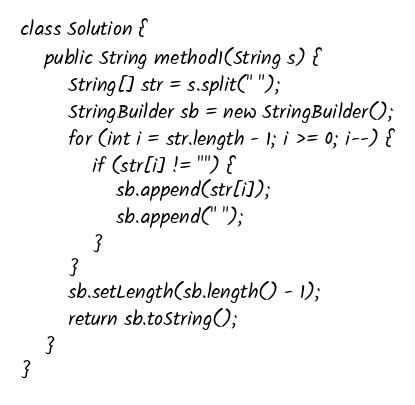 class Solution {
    public String method1(String s) {
        String[] str = s.split(" ");
        StringBuilder sb = new StringBuilder();
        for (int i = str.length - 1; i >= 0; i--) {
            if (str[i] != "") {
                sb.append(str[i]);
                sb.append(" ");
            }
        }
        sb.setLength(sb.length() - 1);
        return sb.toString();
    }
}